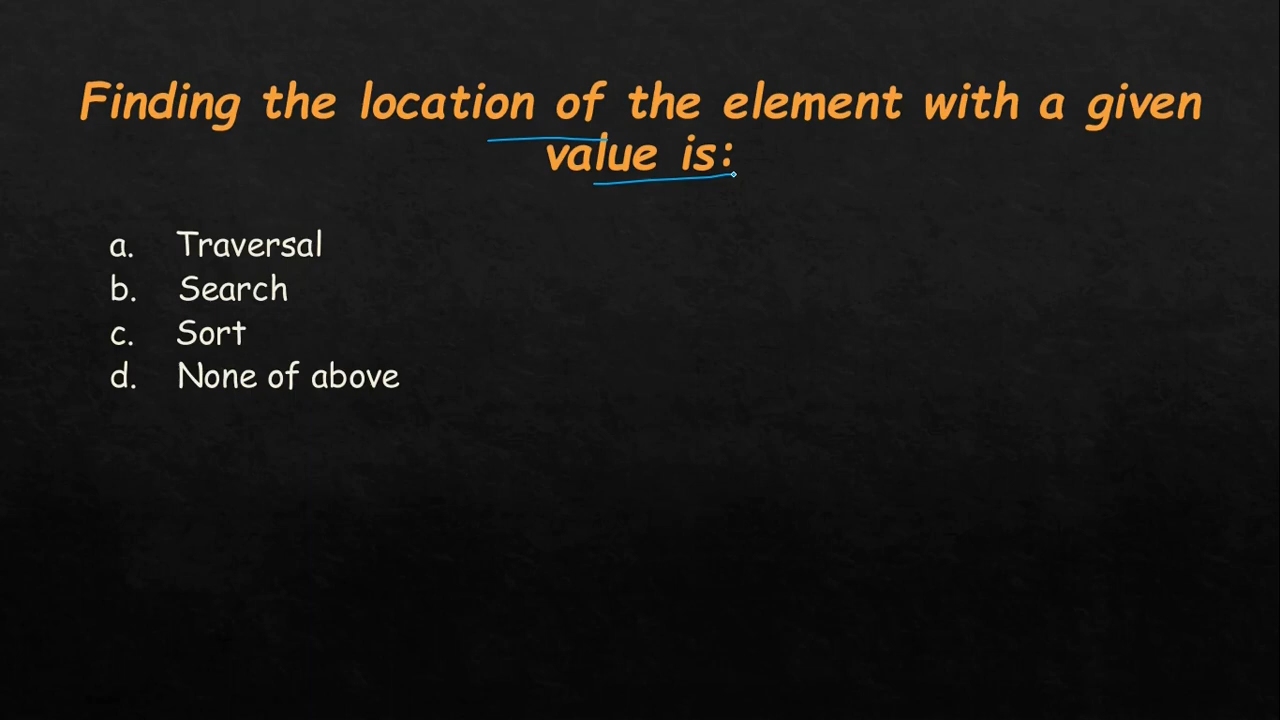 Finding the location of the element with a given
value is:
a. Traversal
b. Search
c. Sort
d. None of above